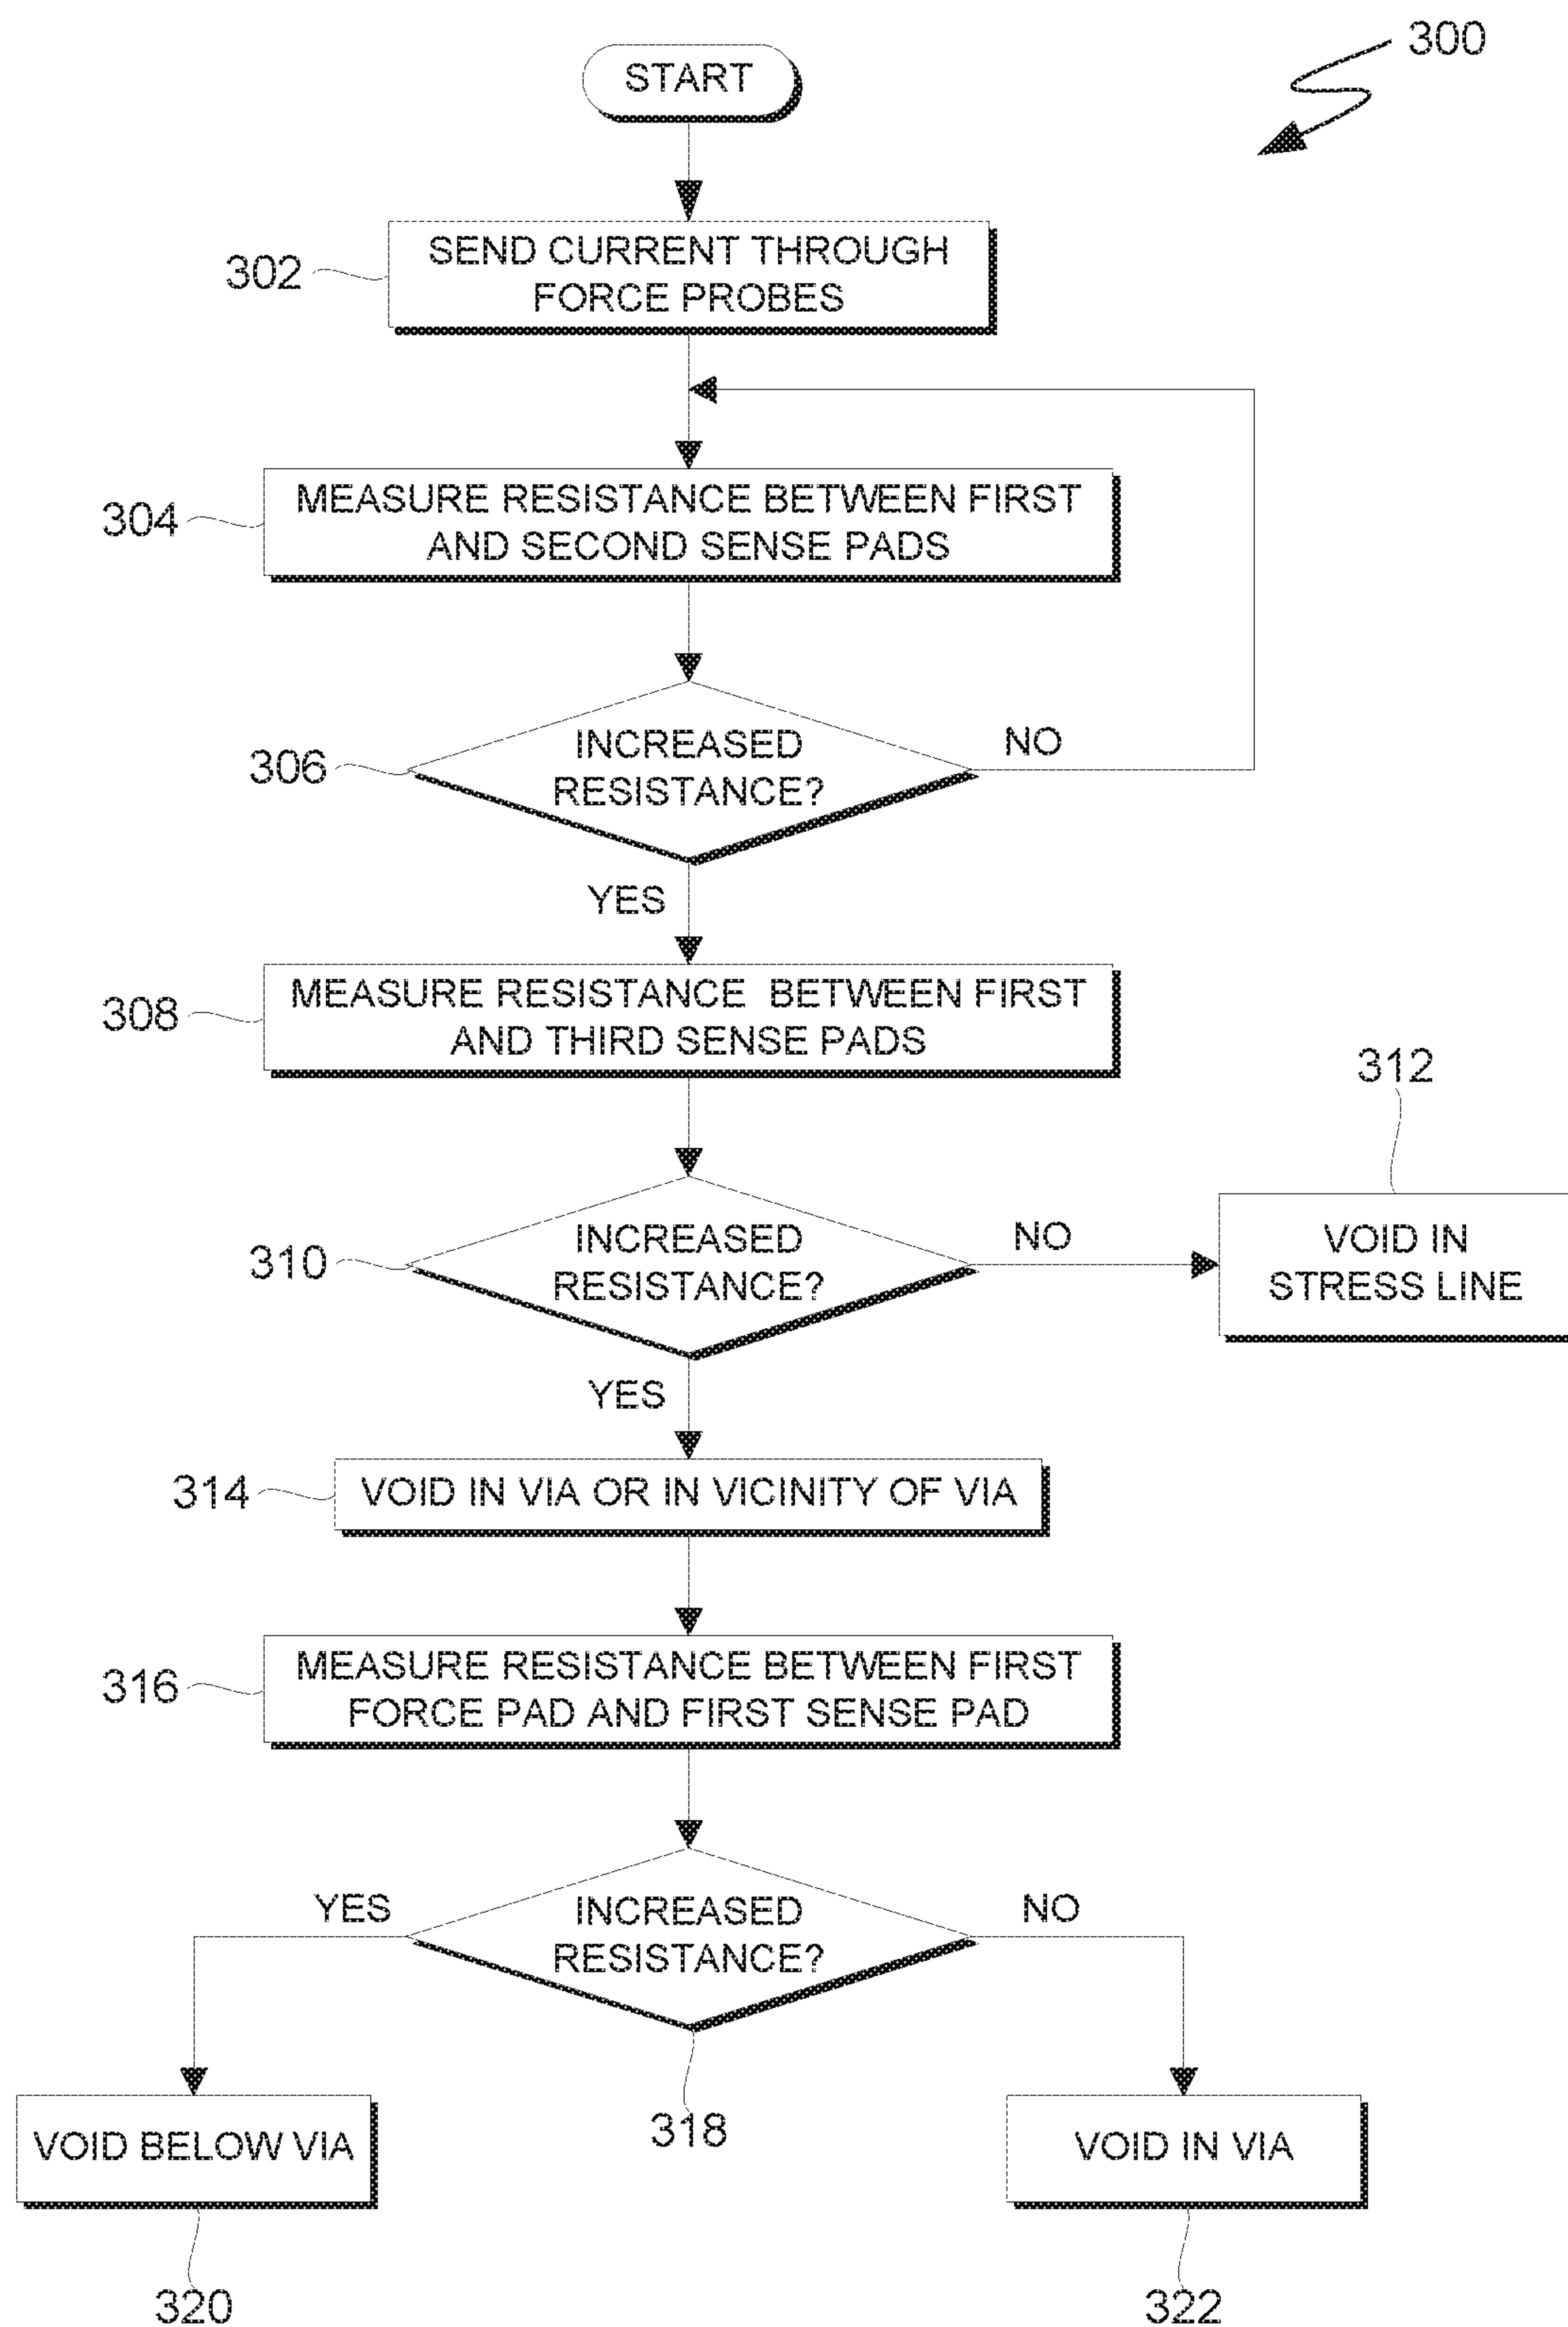 300
START
302
SEND CURRENT THROUGH
FORCE PROBES
304
MEASURE RESISTANCE BETWEEN FIRST
AND SECOND SENSE PADS
306
INCREASED
RESISTANCE?
NO
YES
308
MEASURE RESISTANCE BETWEEN FIRST
AND THIRD SENSE PADS
310
INCREASED
RESISTANCE?
NO
312
VOID IN
STRESS LINE
YES
314
VOID IN VIA OR IN VICINITY OF VIA
316
MEASURE RESISTANCE BETWEEN FIRST
FORCE PAD AND FIRST SENSE PAD
YES
INCREASED
RESISTANCE?
NO
318
VOID BELOW VIA
VOID IN VIA
320
322